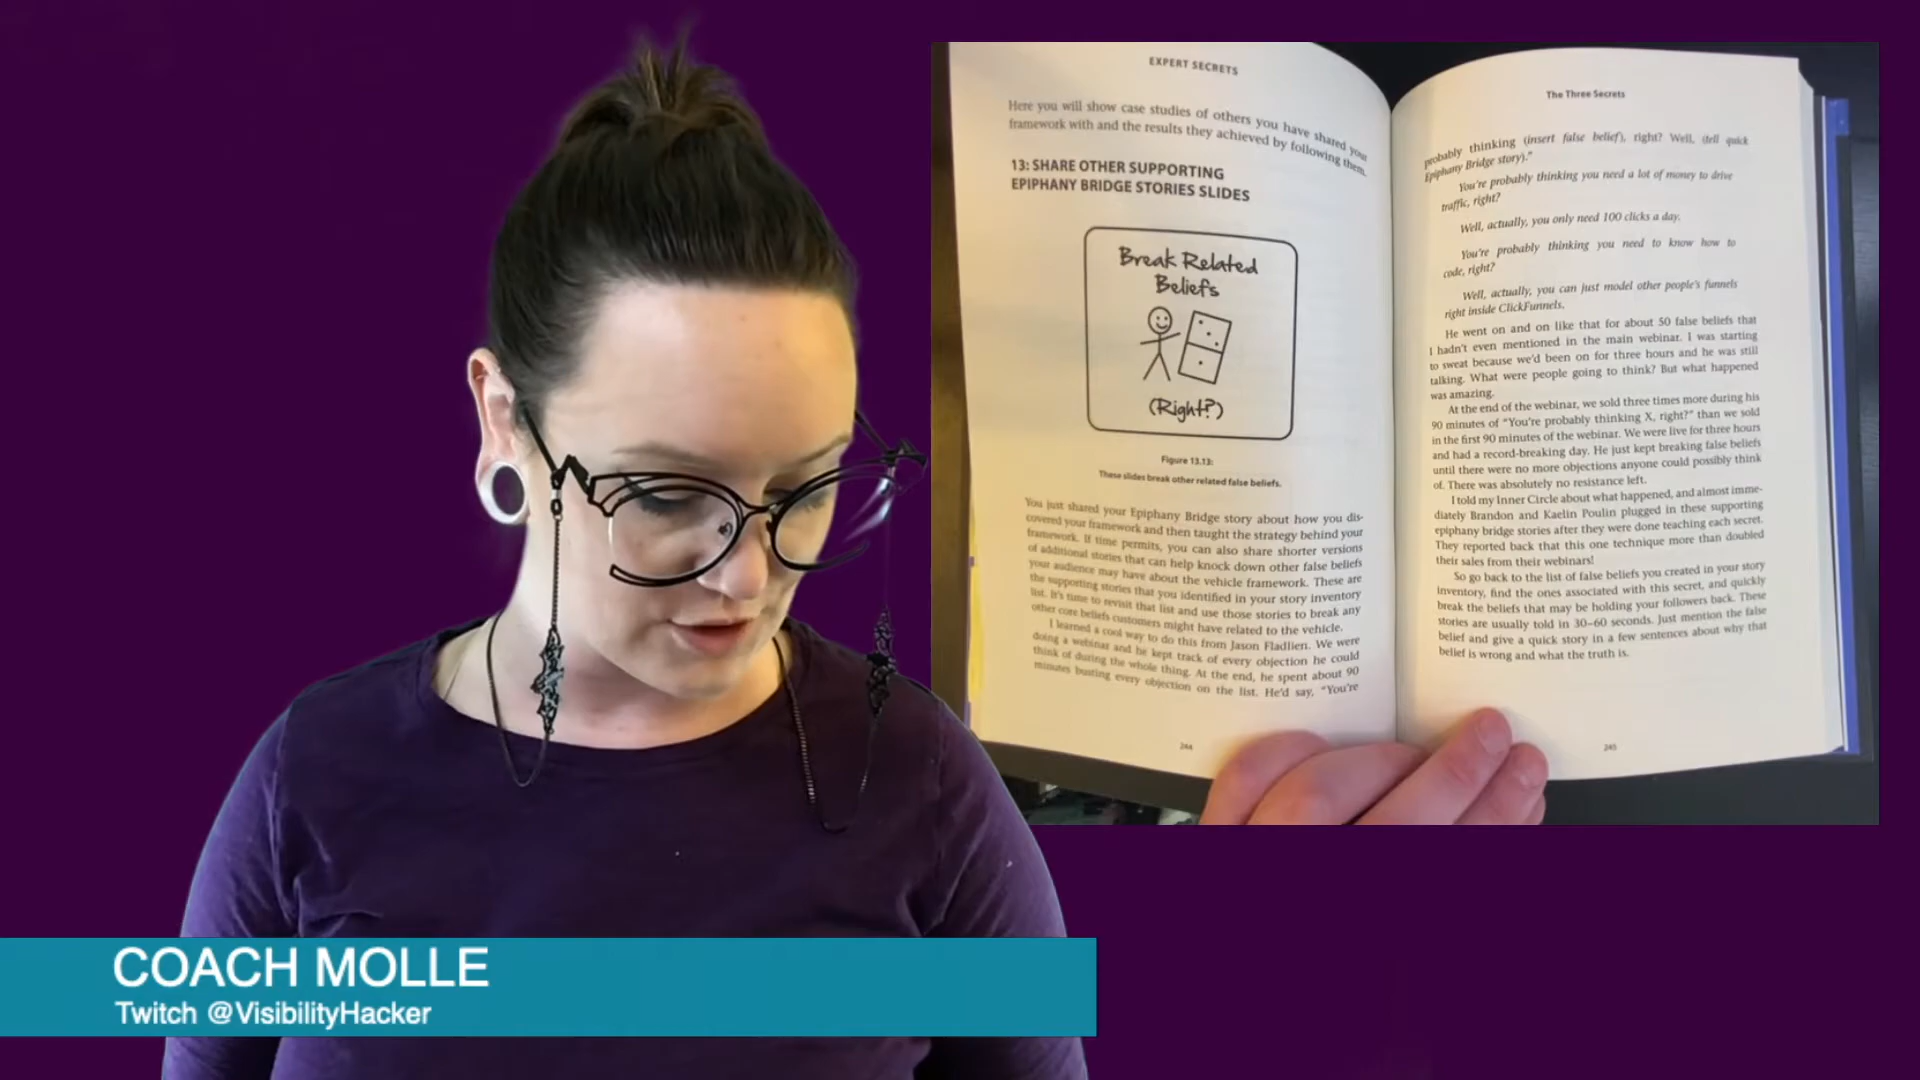 EXPERT SECRETS
Here you will show case studies of others you have shared your
framework with and the results they achieved by following them.
13: SHARE OTHER SUPPORTING
EPIPHANY BRIDGE STORIES SLIDES
Break Related
Beliefs
(Right?)
Figure 13.13:
These slides break other related false beliefs.
You just shared your Epiphany Bridge story about how you dis-
covered your framework and then taught the strategy behind your
framework. If time permits, you can also share shorter versions
of additional stories that can help knock down other false beliefs
your audience may have about the vehicle framework. These are
the supporting stories that you identified in your story inventory
list. It's time to revisit that list and use those stories to break any
other core beliefs customers might have related to the vehicle.
I learned a cool way to do this from Jason Fladlien. We were
doing a webinar and he kept track of every objection he could
think of during the whole thing. At the end, he spent about 90
minutes busting every objection on the list. He'd say, "You're
244
The Three Secrets
probably thinking (insert false belief), right? Well, (tell quick
Epiphany Bridge story)."
You're probably thinking you need a lot of money to drive
traffic, right?
Well, actually, you only need 100 clicks a day.
You're probably thinking you need to know how to
code, right?
Well, actually, you can just model other people's funnels
right inside ClickFunnels.
He went on and on like that for about 50 false beliefs that
I hadn't even mentioned in the main webinar. I was starting
to sweat because we'd been on for three hours and he was still
talking. What were people going to think? But what happened
was amazing.
At the end of the webinar, we sold three times more during his
90 minutes of "You're probably thinking X, right?" than we sold
in the first 90 minutes of the webinar. We were live for three hours
and had a record-breaking day. He just kept breaking false beliefs
until there were no more objections anyone could possibly think
of. There was absolutely no resistance left.
I told my Inner Circle about what happened, and almost imme-
diately Brandon and Kaelin Poulin plugged in these supporting
epiphany bridge stories after they were done teaching each secret.
They reported back that this one technique more than doubled
their sales from their webinars!
So go back to the list of false beliefs you created in your story
inventory, find the ones associated with this secret, and quickly
break the beliefs that may be holding your followers back. These
stories are usually told in 30–60 seconds. Just mention the false
belief and give a quick story in a few sentences about why that
belief is wrong and what the truth is.
245
COACH MOLLE
Twitch @VisibilityHacker